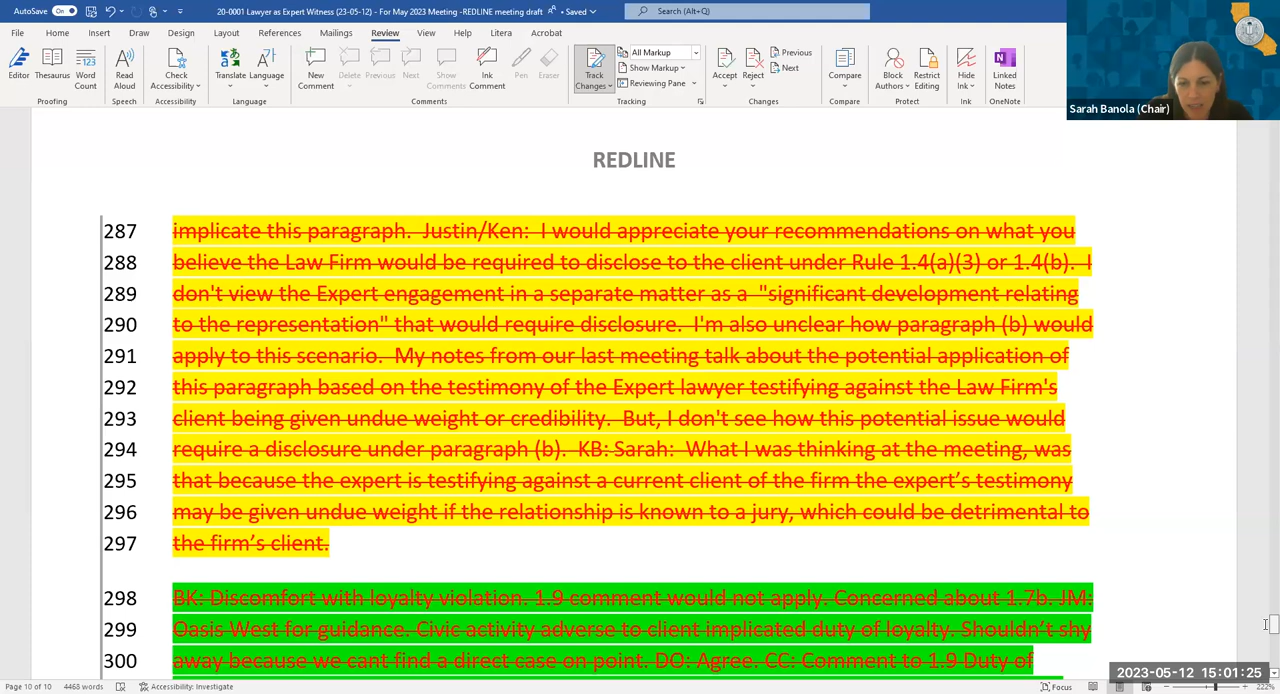 AutoSave On 20-0001 Lawyer as Expert Witness (23-05-12) - For May 2023 Meeting -REDLINE meeting draft • Saved Search (Alt+Q)
File Home Insert Draw Design Layout References Mailings Review View Help Litera Acrobat
Editor Thesaurus Word Count Read Aloud Check Accessibility Translate Language New Comment Delete Previous Next Show Comments Ink Comment Pen Eraser Track Changes All Markup Show Markup Reviewing Pane Accept Reject Previous Next Compare Block Authors Restrict Editing Hide Ink Linked Notes
Proofing Speech Accessibility Language Comments Tracking Changes Compare Protect Ink OneNote
Sarah Banola (Chair)
REDLINE
287 implicate this paragraph. Justin/Ken: I would appreciate your recommendations on what you
288 believe the Law Firm would be required to disclose to the client under Rule 1.4(a)(3) or 1.4(b). I
289 don't view the Expert engagement in a separate matter as a "significant development relating
290 to the representation" that would require disclosure. I'm also unclear how paragraph (b) would
291 apply to this scenario. My notes from our last meeting talk about the potential application of
292 this paragraph based on the testimony of the Expert lawyer testifying against the Law Firm's
293 client being given undue weight or credibility. But, I don't see how this potential issue would
294 require a disclosure under paragraph (b). KB: Sarah: What I was thinking at the meeting, was
295 that because the expert is testifying against a current client of the firm the expert's testimony
296 may be given undue weight if the relationship is known to a jury, which could be detrimental to
297 the firm's client.
298 BK: Discomfort with loyalty violation. 1.9 comment would not apply. Concerned about 1.7b. JM:
299 Oasis West for guidance. Civic activity adverse to client implicated duty of loyalty. Shouldn't shy
300 away because we cant find a direct case on point. DO: Agree. CC: Comment to 1.9 Duty of
2023-05-12 15:01:25
Page 10 of 10 4468 words Accessibility: Investigate Focus 222%